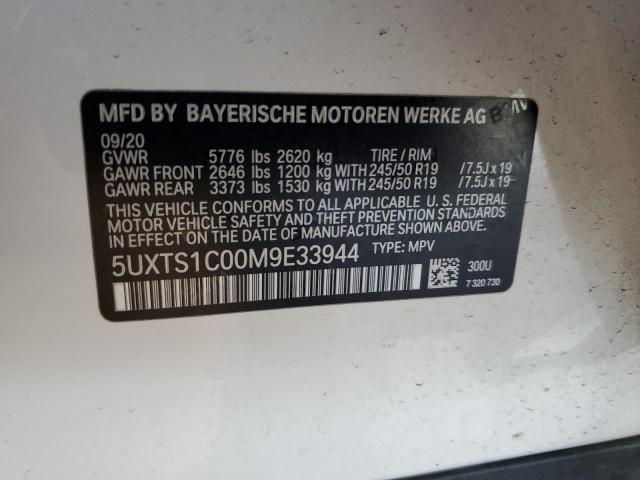 MFD BY BAYERISCHE MOTOREN WERKE AG
09/20
GVWR 5776 lbs 2620 kg TIRE / RIM
GAWR FRONT 2646 lbs 1200 kg WITH 245/50 R19 /7.5J x 19
GAWR REAR 3373 lbs 1530 kg WITH 245/50 R19 /7.5J x 19
THIS VEHICLE CONFORMS TO ALL APPLICABLE U. S. FEDERAL
MOTOR VEHICLE SAFETY AND THEFT PREVENTION STANDARDS
IN EFFECT ON THE DATE OF MANUFACTURE SHOWN ABOVE.
5UXTS1C00M9E33944 TYPE: MPV
300U
7 320 730